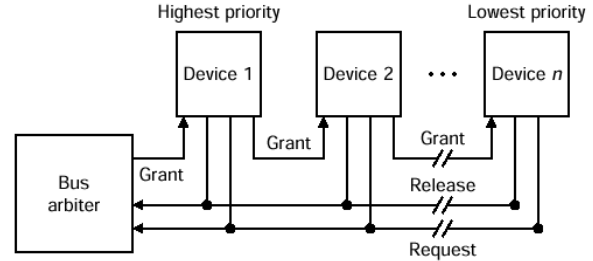 Highest priority
Lowest priority
Device 1
Device 2
...
Device n
Grant
Grant
Grant
Bus
arbiter
Release
Request